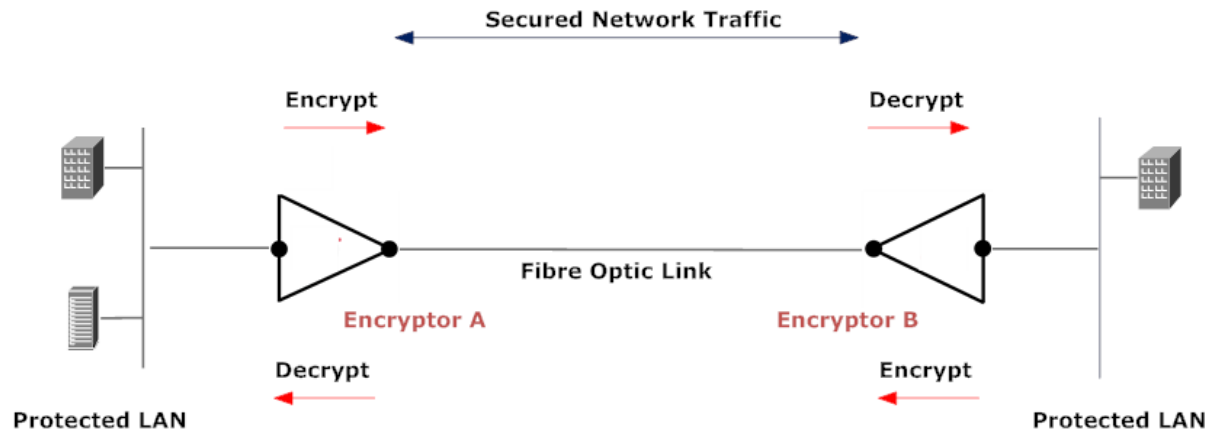 Secured Network Traffic
Encrypt
Decrypt
Fibre Optic Link
Encryptor A
Encryptor B
Decrypt
Encrypt
Protected LAN
Protected LAN